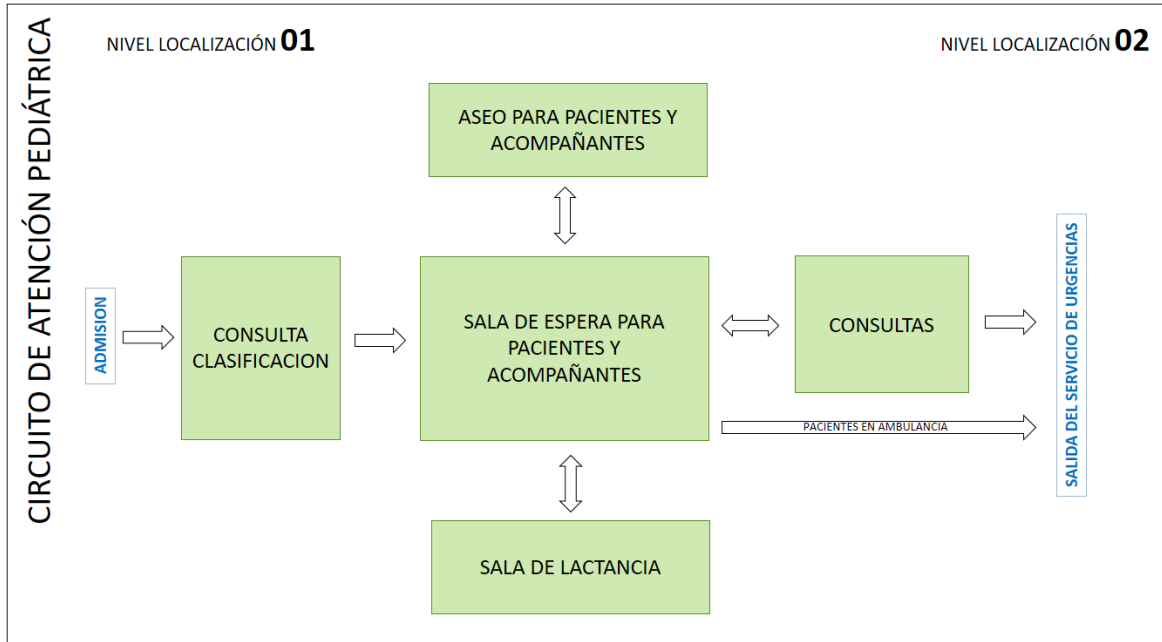 CIRCUITO DE ATENCIÓN PEDIÁTRICA
NIVEL LOCALIZACIÓN 01
NIVEL LOCALIZACIÓN 02
ASEO PARA PACIENTES Y
ACOMPAÑANTES
ADMISION
CONSULTA
CLASIFICACION
SALA DE ESPERA PARA
PACIENTES Y
ACOMPAÑANTES
CONSULTAS
PACIENTES EN AMBULANCIA
SALIDA DEL SERVICIO DE URGENCIAS
SALA DE LACTANCIA